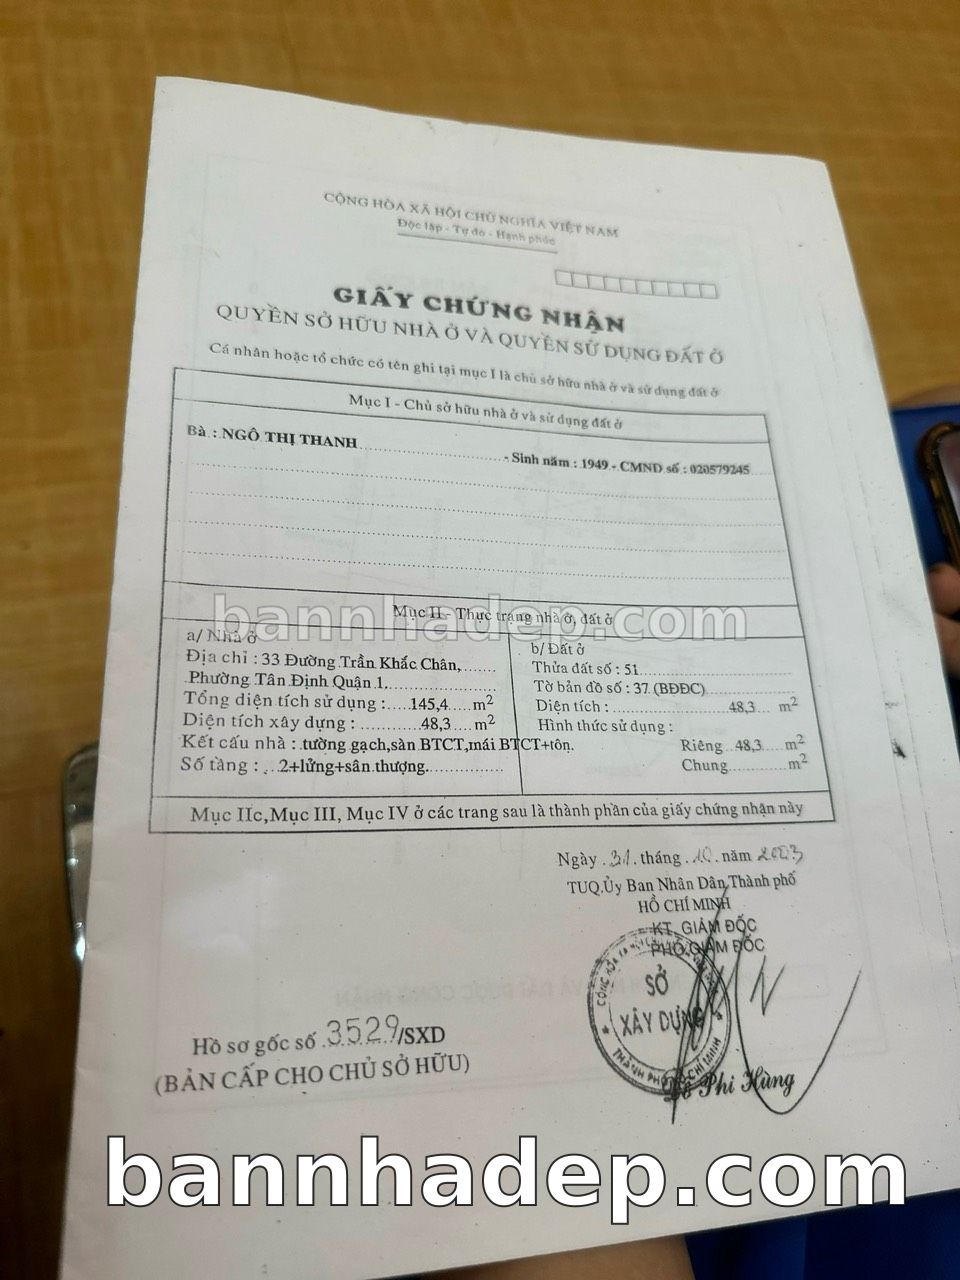 CỘNG HÒA XÃ HỘI CHỦ NGHĨA VIỆT NAM
Độc lập - Tự do - Hạnh phúc
GIẤY CHỨNG NHẬN
QUYỀN SỞ HỮU NHÀ Ở VÀ QUYỀN SỬ DỤNG ĐẤT Ở
Cá nhân hoặc tổ chức có tên ghi tại mục I là chủ sở hữu nhà ở và sử dụng đất ở
Mục I - Chủ sở hữu nhà ở và sử dụng đất ở
Bà : NGÔ THỊ THANH - Sinh năm : 1949 - CMND số : 020579245
bannhadep.com
Mục II - Thực trạng nhà ở, đất ở
a/ Nhà ở
Địa chỉ : 33 Đường Trần Khắc Chân,
Phường Tân Định Quận 1.
Tổng diện tích sử dụng : 145,4 m2
Diện tích xây dựng : 48,3 m2
Kết cấu nhà : tường gạch,sàn BTCT,mái BTCT+tôn.
Số tầng : 2+lửng+sân thượng.
b/ Đất ở
Thửa đất số : 51
Tờ bản đồ số : 37 (BĐĐC)
Diện tích : 48,3 m2
Hình thức sử dụng :
Riêng 48,3 m2
Chung m2
Mục IIc,Mục III, Mục IV ở các trang sau là thành phần của giấy chứng nhận này
Ngày 31 tháng 10 năm 2003
TUQ.Ủy Ban Nhân Dân Thành phố
HỒ CHÍ MINH
KT. GIÁM ĐỐC
PHÓ GIÁM ĐỐC
SỞ
XÂY DỰNG
THÀNH PHỐ HỒ CHÍ MINH
Phi Hùng
Hồ sơ gốc số 3529/SXD
(BẢN CẤP CHO CHỦ SỞ HỮU)
bannhadep.com